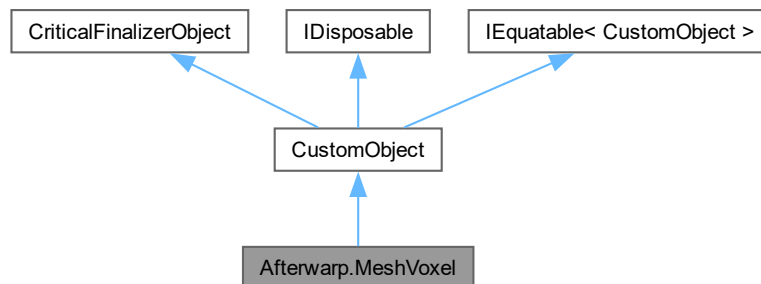 CriticalFinalizerObject
IDisposable
IEquatable< CustomObject >
CustomObject
Afterwarp.MeshVoxel